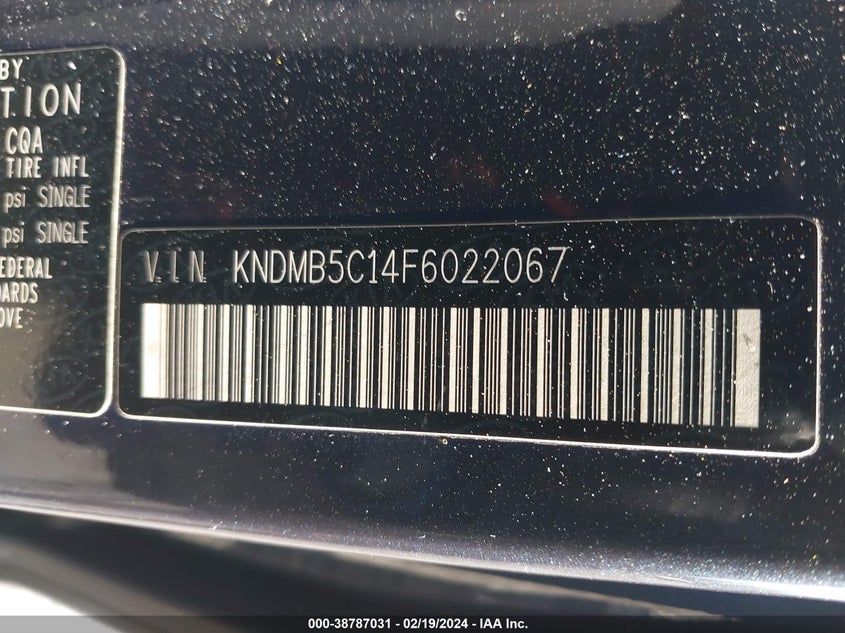 BY
TION
CQA
TIRE INFL
psi SINGLE
psi SINGLE
EDERAL
DARDS
OVE
VIN KNDMB5C14F6022067
000-38787031 - 02/19/2024 - IAA Inc.